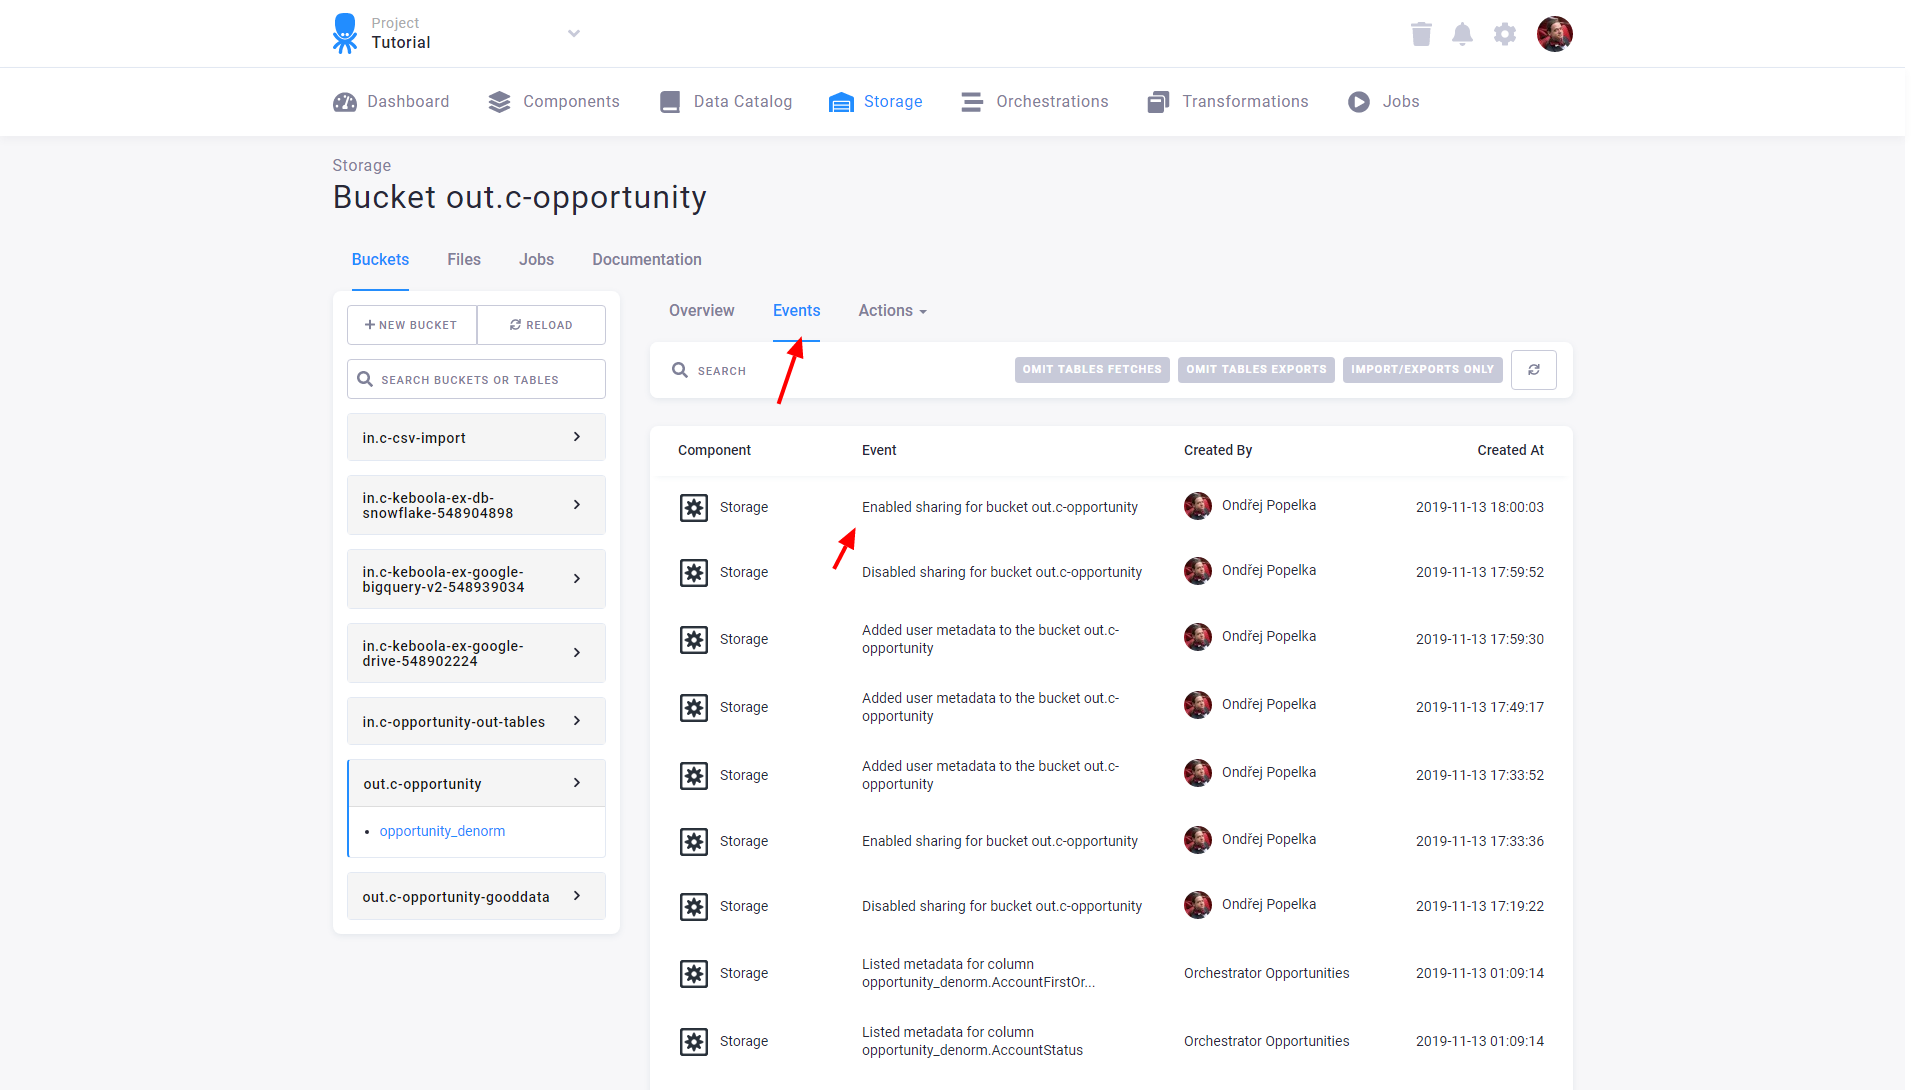 Project
Tutorial
Dashboard Components Data Catalog Storage Orchestrations Transformations Jobs
Storage
Bucket out.c-opportunity
Buckets Files Jobs Documentation
NEW BUCKET RELOAD
SEARCH BUCKETS OR TABLES
in.c-csv-import
in.c-keboola-ex-db-
snowflake-548904898
in.c-keboola-ex-google-
bigquery-v2-548939034
in.c-keboola-ex-google-
drive-548902224
in.c-opportunity-out-tables
out.c-opportunity
opportunity_denorm
out.c-opportunity-gooddata
Overview Events Actions
SEARCH OMIT TABLES FETCHES OMIT TABLES EXPORTS IMPORT/EXPORTS ONLY
Component Event Created By Created At
Storage Enabled sharing for bucket out.c-opportunity Ondřej Popelka 2019-11-13 18:00:03
Storage Disabled sharing for bucket out.c-opportunity Ondřej Popelka 2019-11-13 17:59:52
Storage Added user metadata to the bucket out.c- Ondřej Popelka 2019-11-13 17:59:30
opportunity
Storage Added user metadata to the bucket out.c- Ondřej Popelka 2019-11-13 17:49:17
opportunity
Storage Added user metadata to the bucket out.c- Ondřej Popelka 2019-11-13 17:33:52
opportunity
Storage Enabled sharing for bucket out.c-opportunity Ondřej Popelka 2019-11-13 17:33:36
Storage Disabled sharing for bucket out.c-opportunity Ondřej Popelka 2019-11-13 17:19:22
Storage Listed metadata for column Orchestrator Opportunities 2019-11-13 01:09:14
opportunity_denorm.AccountFirstOr...
Storage Listed metadata for column Orchestrator Opportunities 2019-11-13 01:09:14
opportunity_denorm.AccountStatus